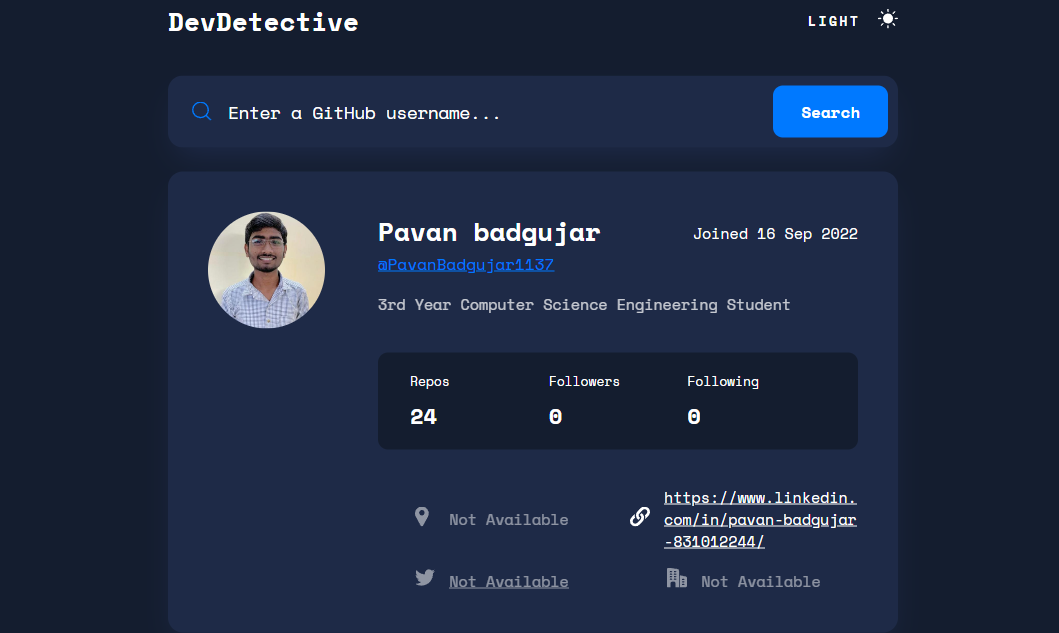 DevDetective
LIGHT
Enter a GitHub username...
Search
Pavan badgujar
Joined 16 Sep 2022
@PavanBadgujar1137
3rd Year Computer Science Engineering Student
Repos Followers Following
24 0 0
Not Available
https://www.linkedin.
com/in/pavan-badgujar
-831012244/
Not Available
Not Available